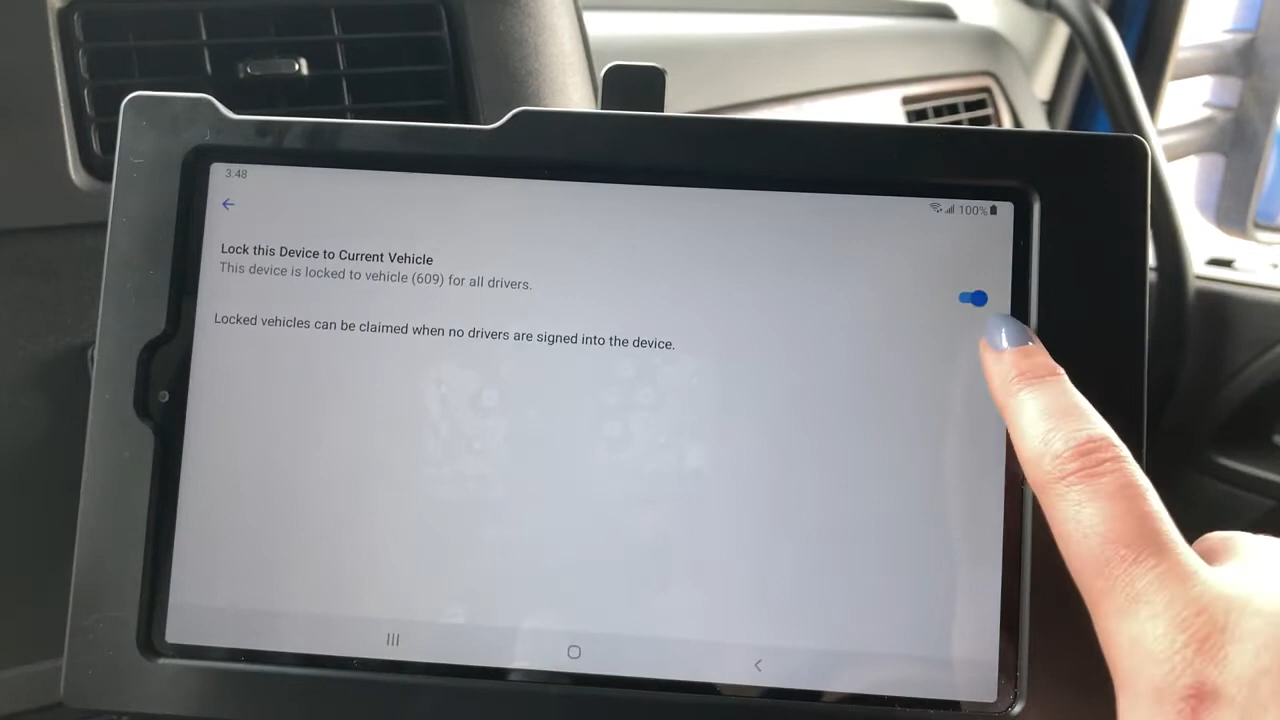 3.48
100%
Lock this Device to Current Vehicle
This device is locked to vehicle (609) for all drivers.
Locked vehicles can be claimed when no drivers are signed into the device.